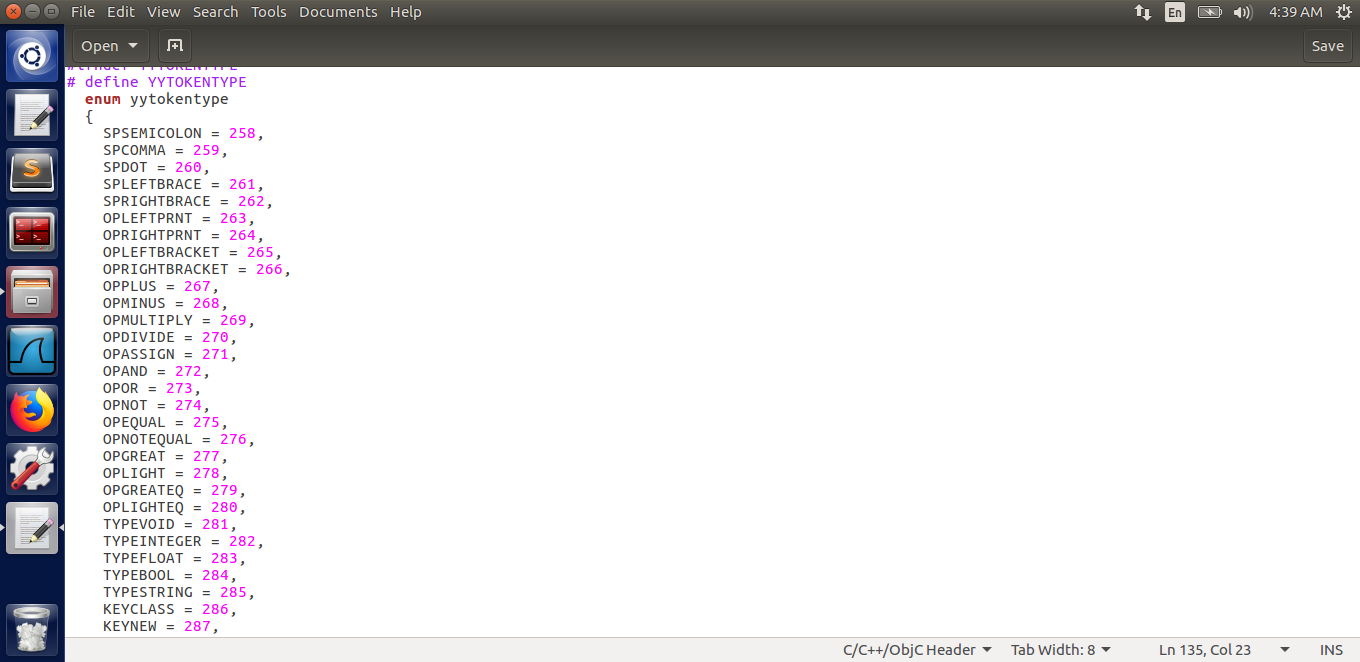 File Edit View Search Tools Documents Help
En
4:39 AM
Open
Save
# define YYTOKENTYPE
enum yytokentype
{
SPSEMICOLON = 258,
SPCOMMA = 259,
SPDOT = 260,
SPLEFTBRACE = 261,
SPRIGHTBRACE = 262,
OPLEFTPRNT = 263,
OPRIGHTPRNT = 264,
OPLEFTBRACKET = 265,
OPRIGHTBRACKET = 266,
OPPLUS = 267,
OPMINUS = 268,
OPMULTIPLY = 269,
OPDIVIDE = 270,
OPASSIGN = 271,
OPAND = 272,
OPOR = 273,
OPNOT = 274,
OPEQUAL = 275,
OPNOTEQUAL = 276,
OPGREAT = 277,
OPLIGHT = 278,
OPGREATEQ = 279,
OPLIGHTEQ = 280,
TYPEVOID = 281,
TYPEINTEGER = 282,
TYPEFLOAT = 283,
TYPEBOOL = 284,
TYPESTRING = 285,
KEYCLASS = 286,
KEYNEW = 287,
C/C++/ObjC Header Tab Width: 8 Ln 135, Col 23 INS